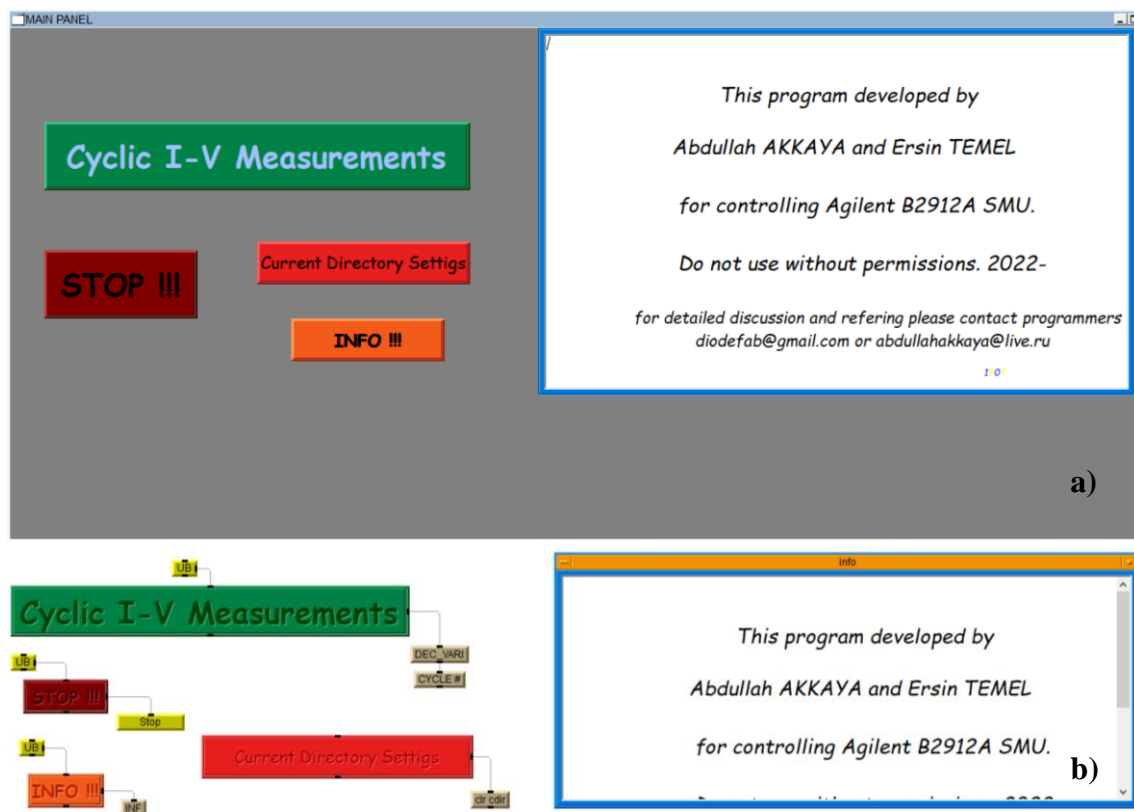 MAIN PANEL
Cyclic I-V Measurements
STOP !!!
Current Directory Settigs
INFO !!!
/
This program developed by
Abdullah AKKAYA and Ersin TEMEL
for controlling Agilent B2912A SMU.
Do not use without permissions. 2022-
for detailed discussion and refering please contact programmers
diodefab@gmail.com or abdullahakkaya@live.ru
a)
UB
Cyclic I-V Measurements
DEC_VARI
CYCLE #
UB
STOP !!!
Stop
Current Directory Settigs
clr cdir
UB
INFO !!!
INF
info
This program developed by
Abdullah AKKAYA and Ersin TEMEL
for controlling Agilent B2912A SMU.
b)